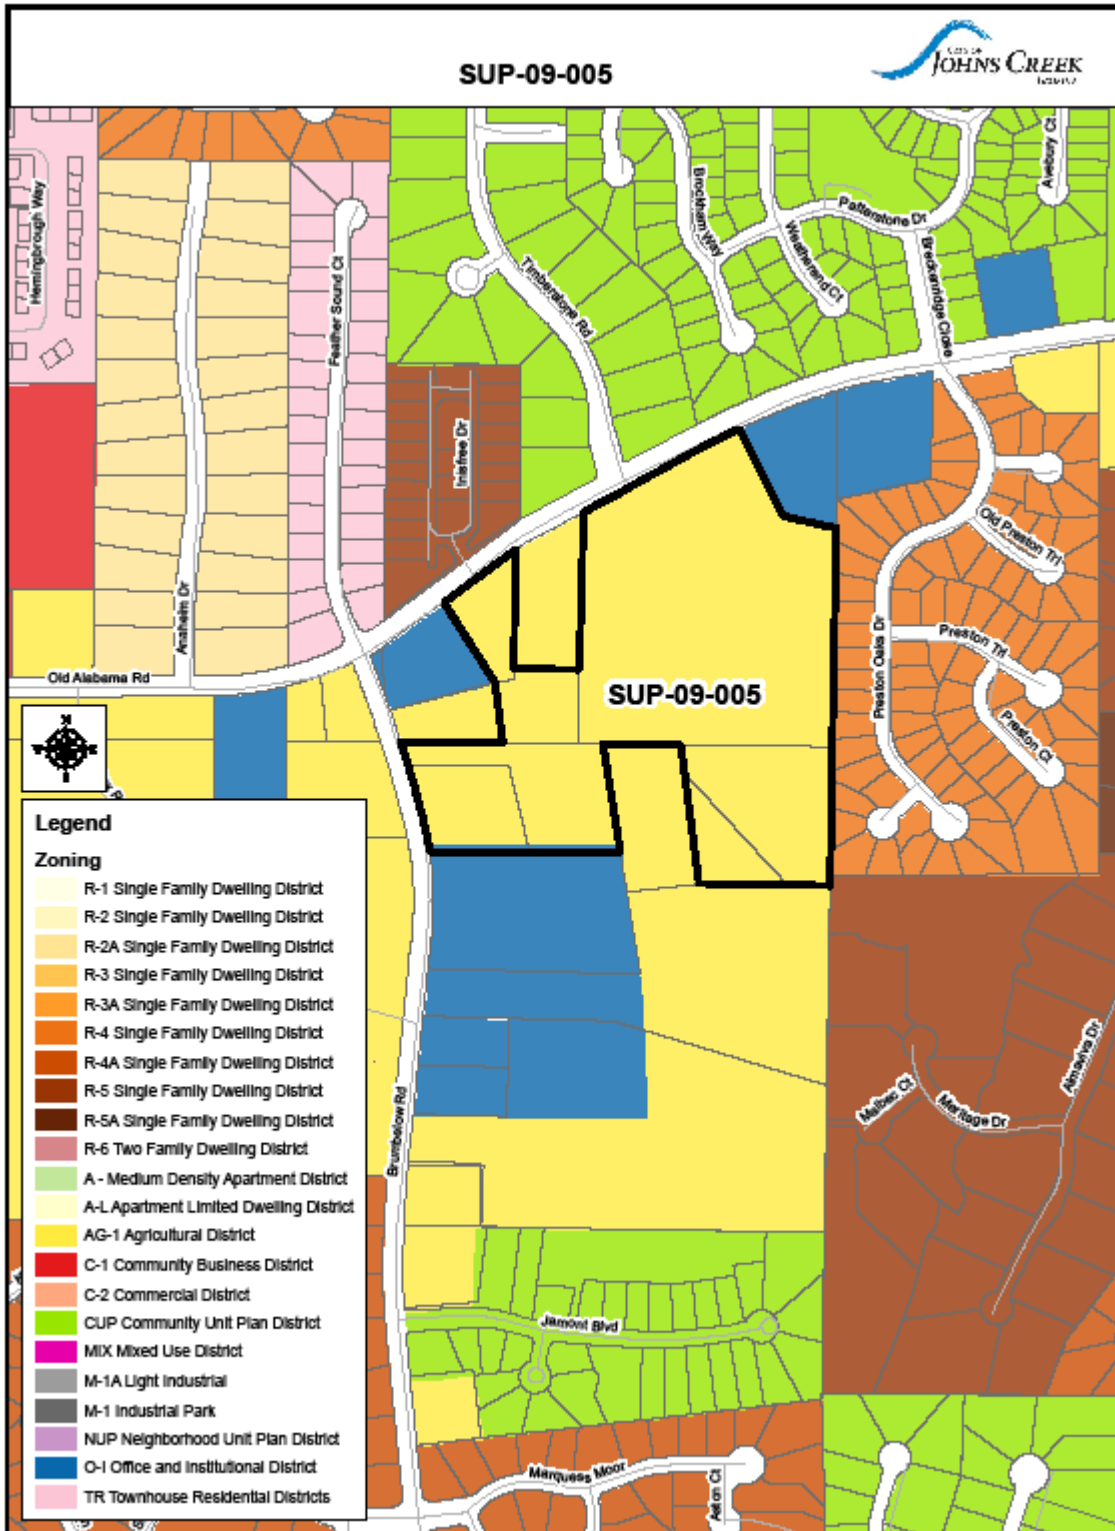 SUP-09-005
CITY OF
JOHNS CREEK
Hemingbrough Way
Feather Sound Ct
Anaheim Dr
Timberstone Rd
Brockham Way
Weatherend Ct
Patterstone Dr
Breckenridge Close
Avebury Ct
Inisfree Dr
Old Alabama Rd
Old Preston Trl
Preston Oaks Dr
Preston Trl
Preston Ct
SUP-09-005
Legend
Zoning
R-1 Single Family Dwelling District
R-2 Single Family Dwelling District
R-2A Single Family Dwelling District
R-3 Single Family Dwelling District
R-3A Single Family Dwelling District
R-4 Single Family Dwelling District
R-4A Single Family Dwelling District
R-5 Single Family Dwelling District
R-5A Single Family Dwelling District
R-6 Two Family Dwelling District
A - Medium Density Apartment District
A-L Apartment Limited Dwelling District
AG-1 Agricultural District
C-1 Community Business District
C-2 Commercial District
CUP Community Unit Plan District
MIX Mixed Use District
M-1A Light Industrial
M-1 Industrial Park
NUP Neighborhood Unit Plan District
O-I Office and Institutional District
TR Townhouse Residential Districts
Brumbelow Rd
Malbec Ct
Meritage Dr
Almaviva Dr
Jamont Blvd
Marquess Moor
Aston Ct